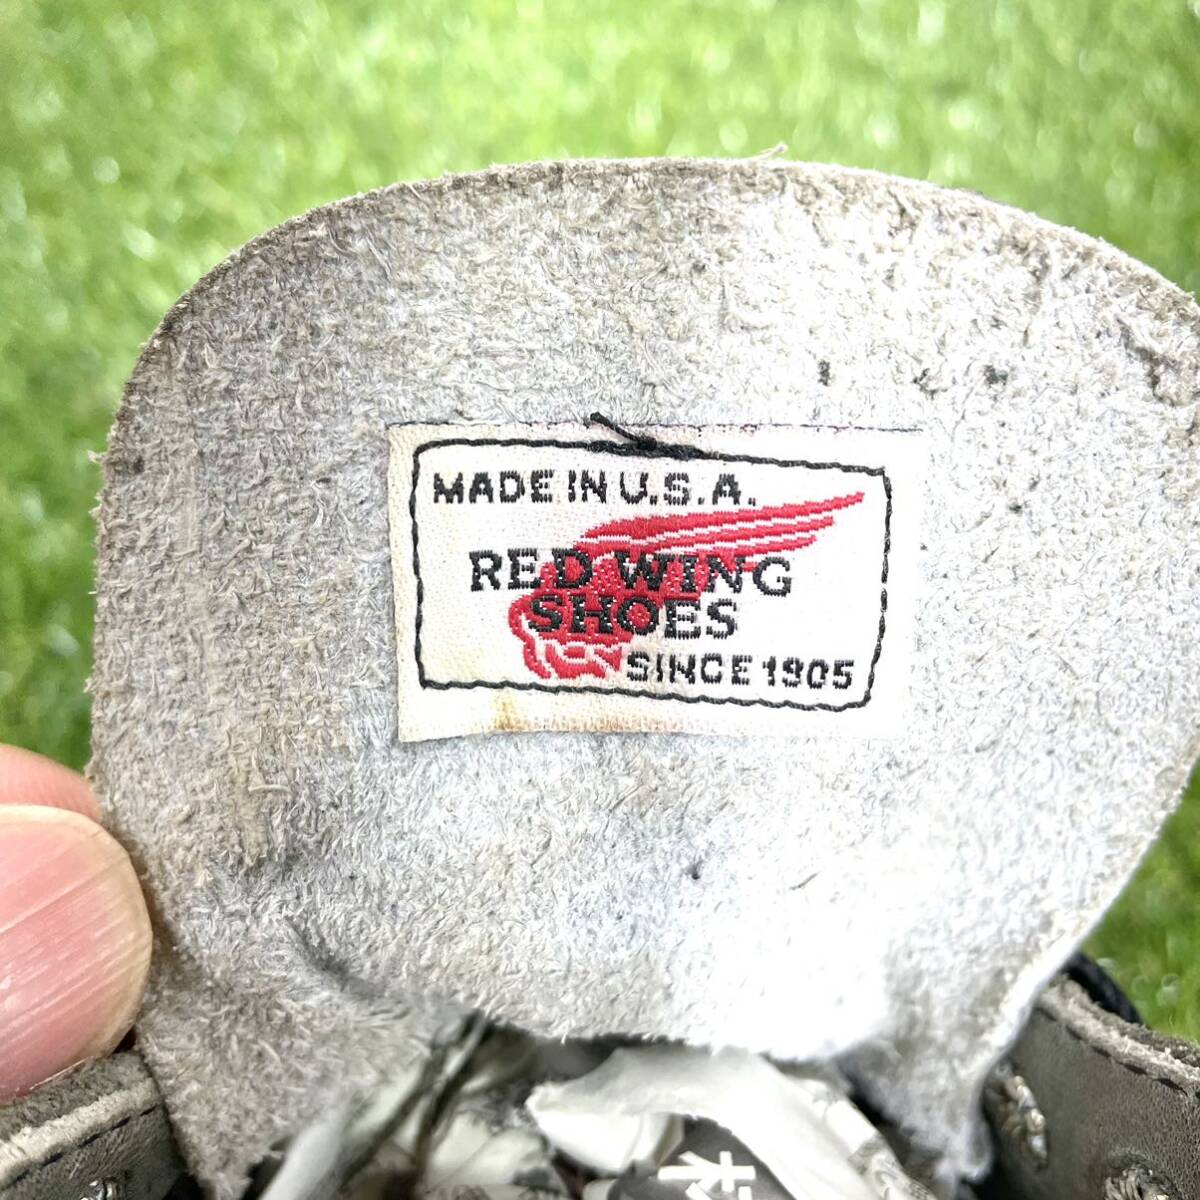 MADE IN U.S.A.
RED WING
SHOES
SINCE 1905